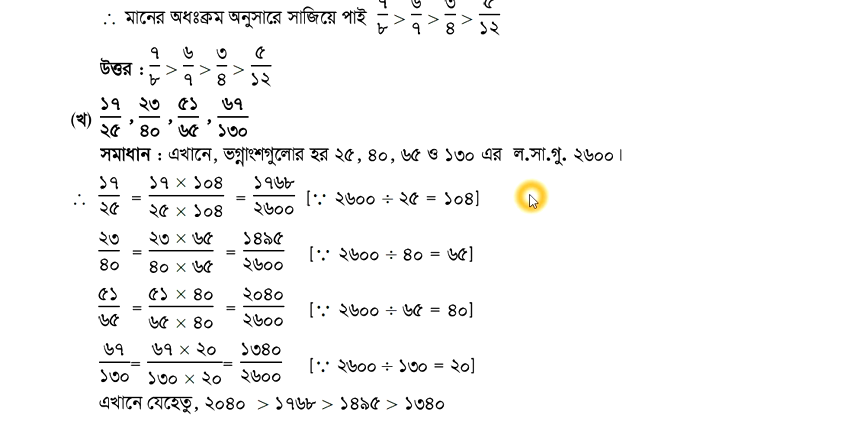 ∴ মানের অধঃক্রম অনুসারে সাজিয়ে পাই ৭/৮ > ৬/৭ > ৩/৪ > ৫/১২
উত্তর : ৭/৮ > ৬/৭ > ৩/৪ > ৫/১২
(খ) ১৭/২৫ , ২৩/৪০ , ৫১/৬৫ , ৬৭/১৩০
সমাধান : এখানে, ভগ্নাংশগুলোর হর ২৫, ৪০, ৬৫ ও ১৩০ এর ল.সা.গু. ২৬০০।
∴ ১৭/২৫ = ১৭ × ১০৪/২৫ × ১০৪ = ১৭৬৮/২৬০০ [∵ ২৬০০ ÷ ২৫ = ১০৪]
২৩/৪০ = ২৩ × ৬৫/৪০ × ৬৫ = ১৪৯৫/২৬০০ [∵ ২৬০০ ÷ ৪০ = ৬৫]
৫১/৬৫ = ৫১ × ৪০/৬৫ × ৪০ = ২০৪০/২৬০০ [∵ ২৬০০ ÷ ৬৫ = ৪০]
৬৭/১৩০ = ৬৭ × ২০/১৩০ × ২০ = ১৩৪০/২৬০০ [∵ ২৬০০ ÷ ১৩০ = ২০]
এখানে যেহেতু, ২০৪০ > ১৭৬৮ > ১৪৯৫ > ১৩৪০